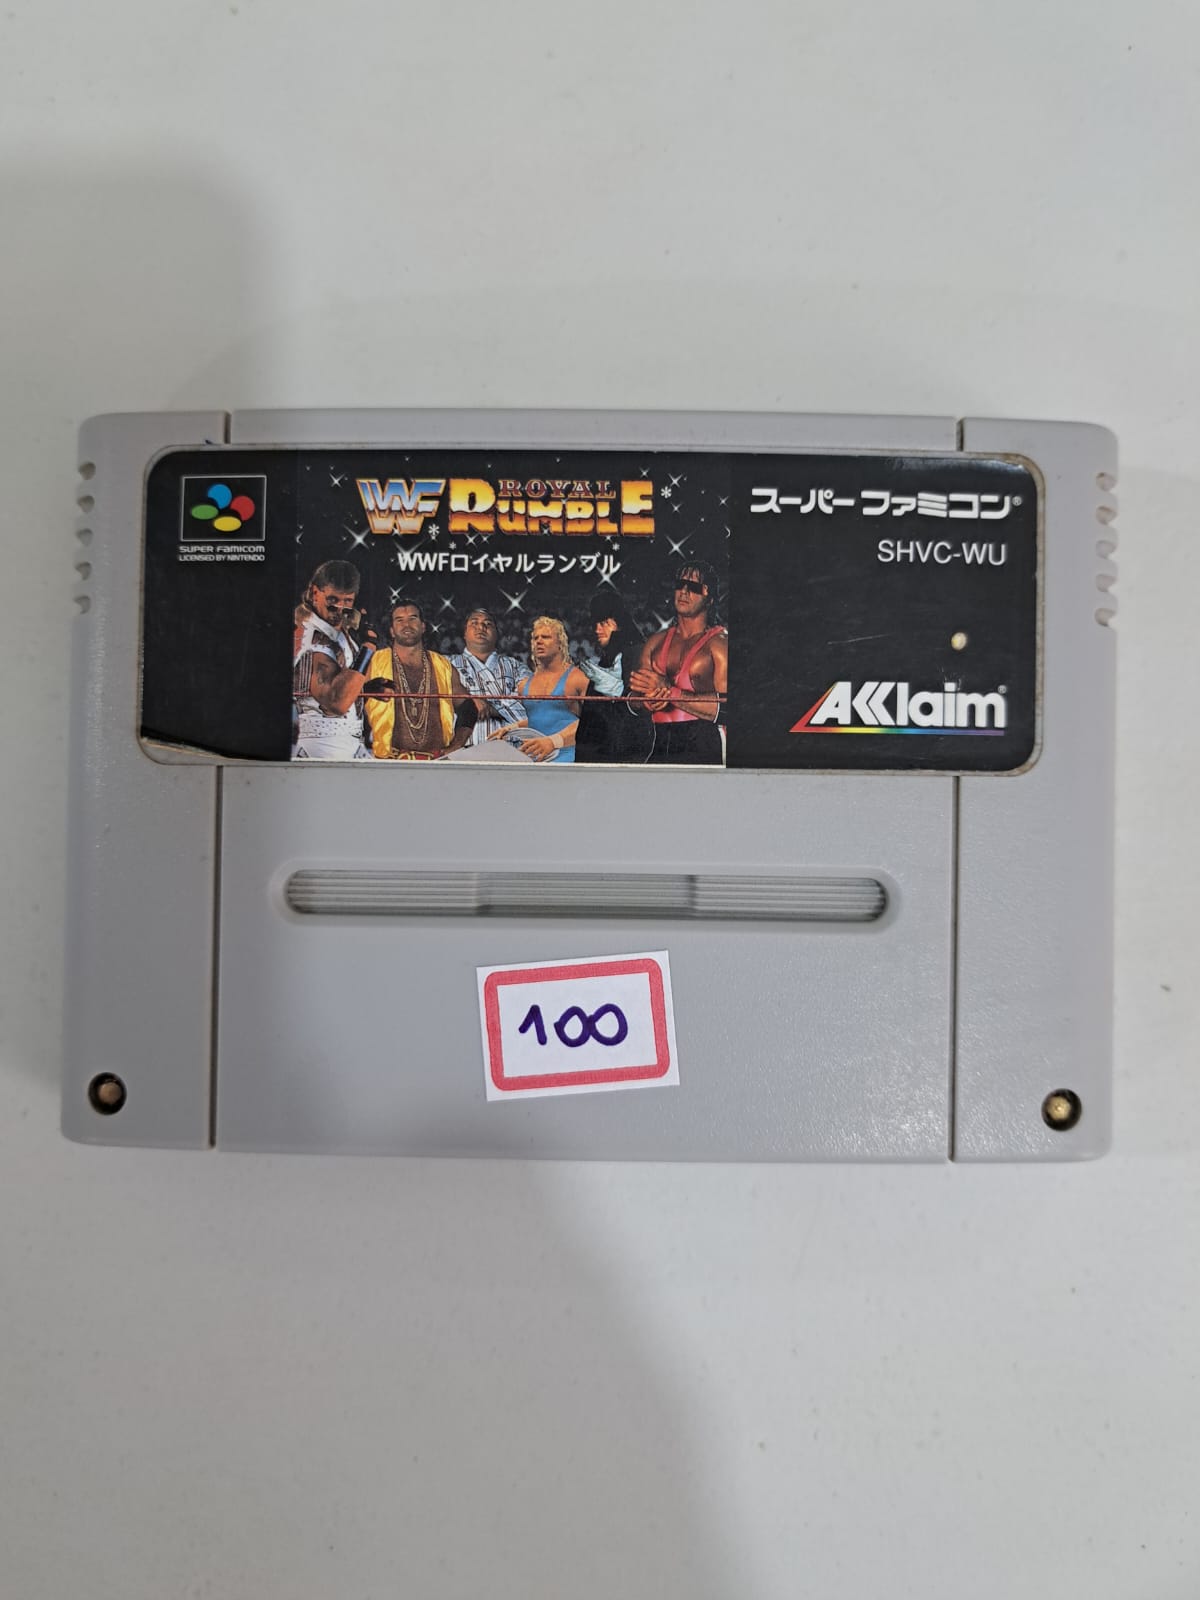 SUPER FAMICOM
LICENSED BY NINTENDO
WWF
ROYAL
RUMBLE
WWFロイヤルランブル
スーパーファミコン®
SHVC-WU
AKKlaim®
100